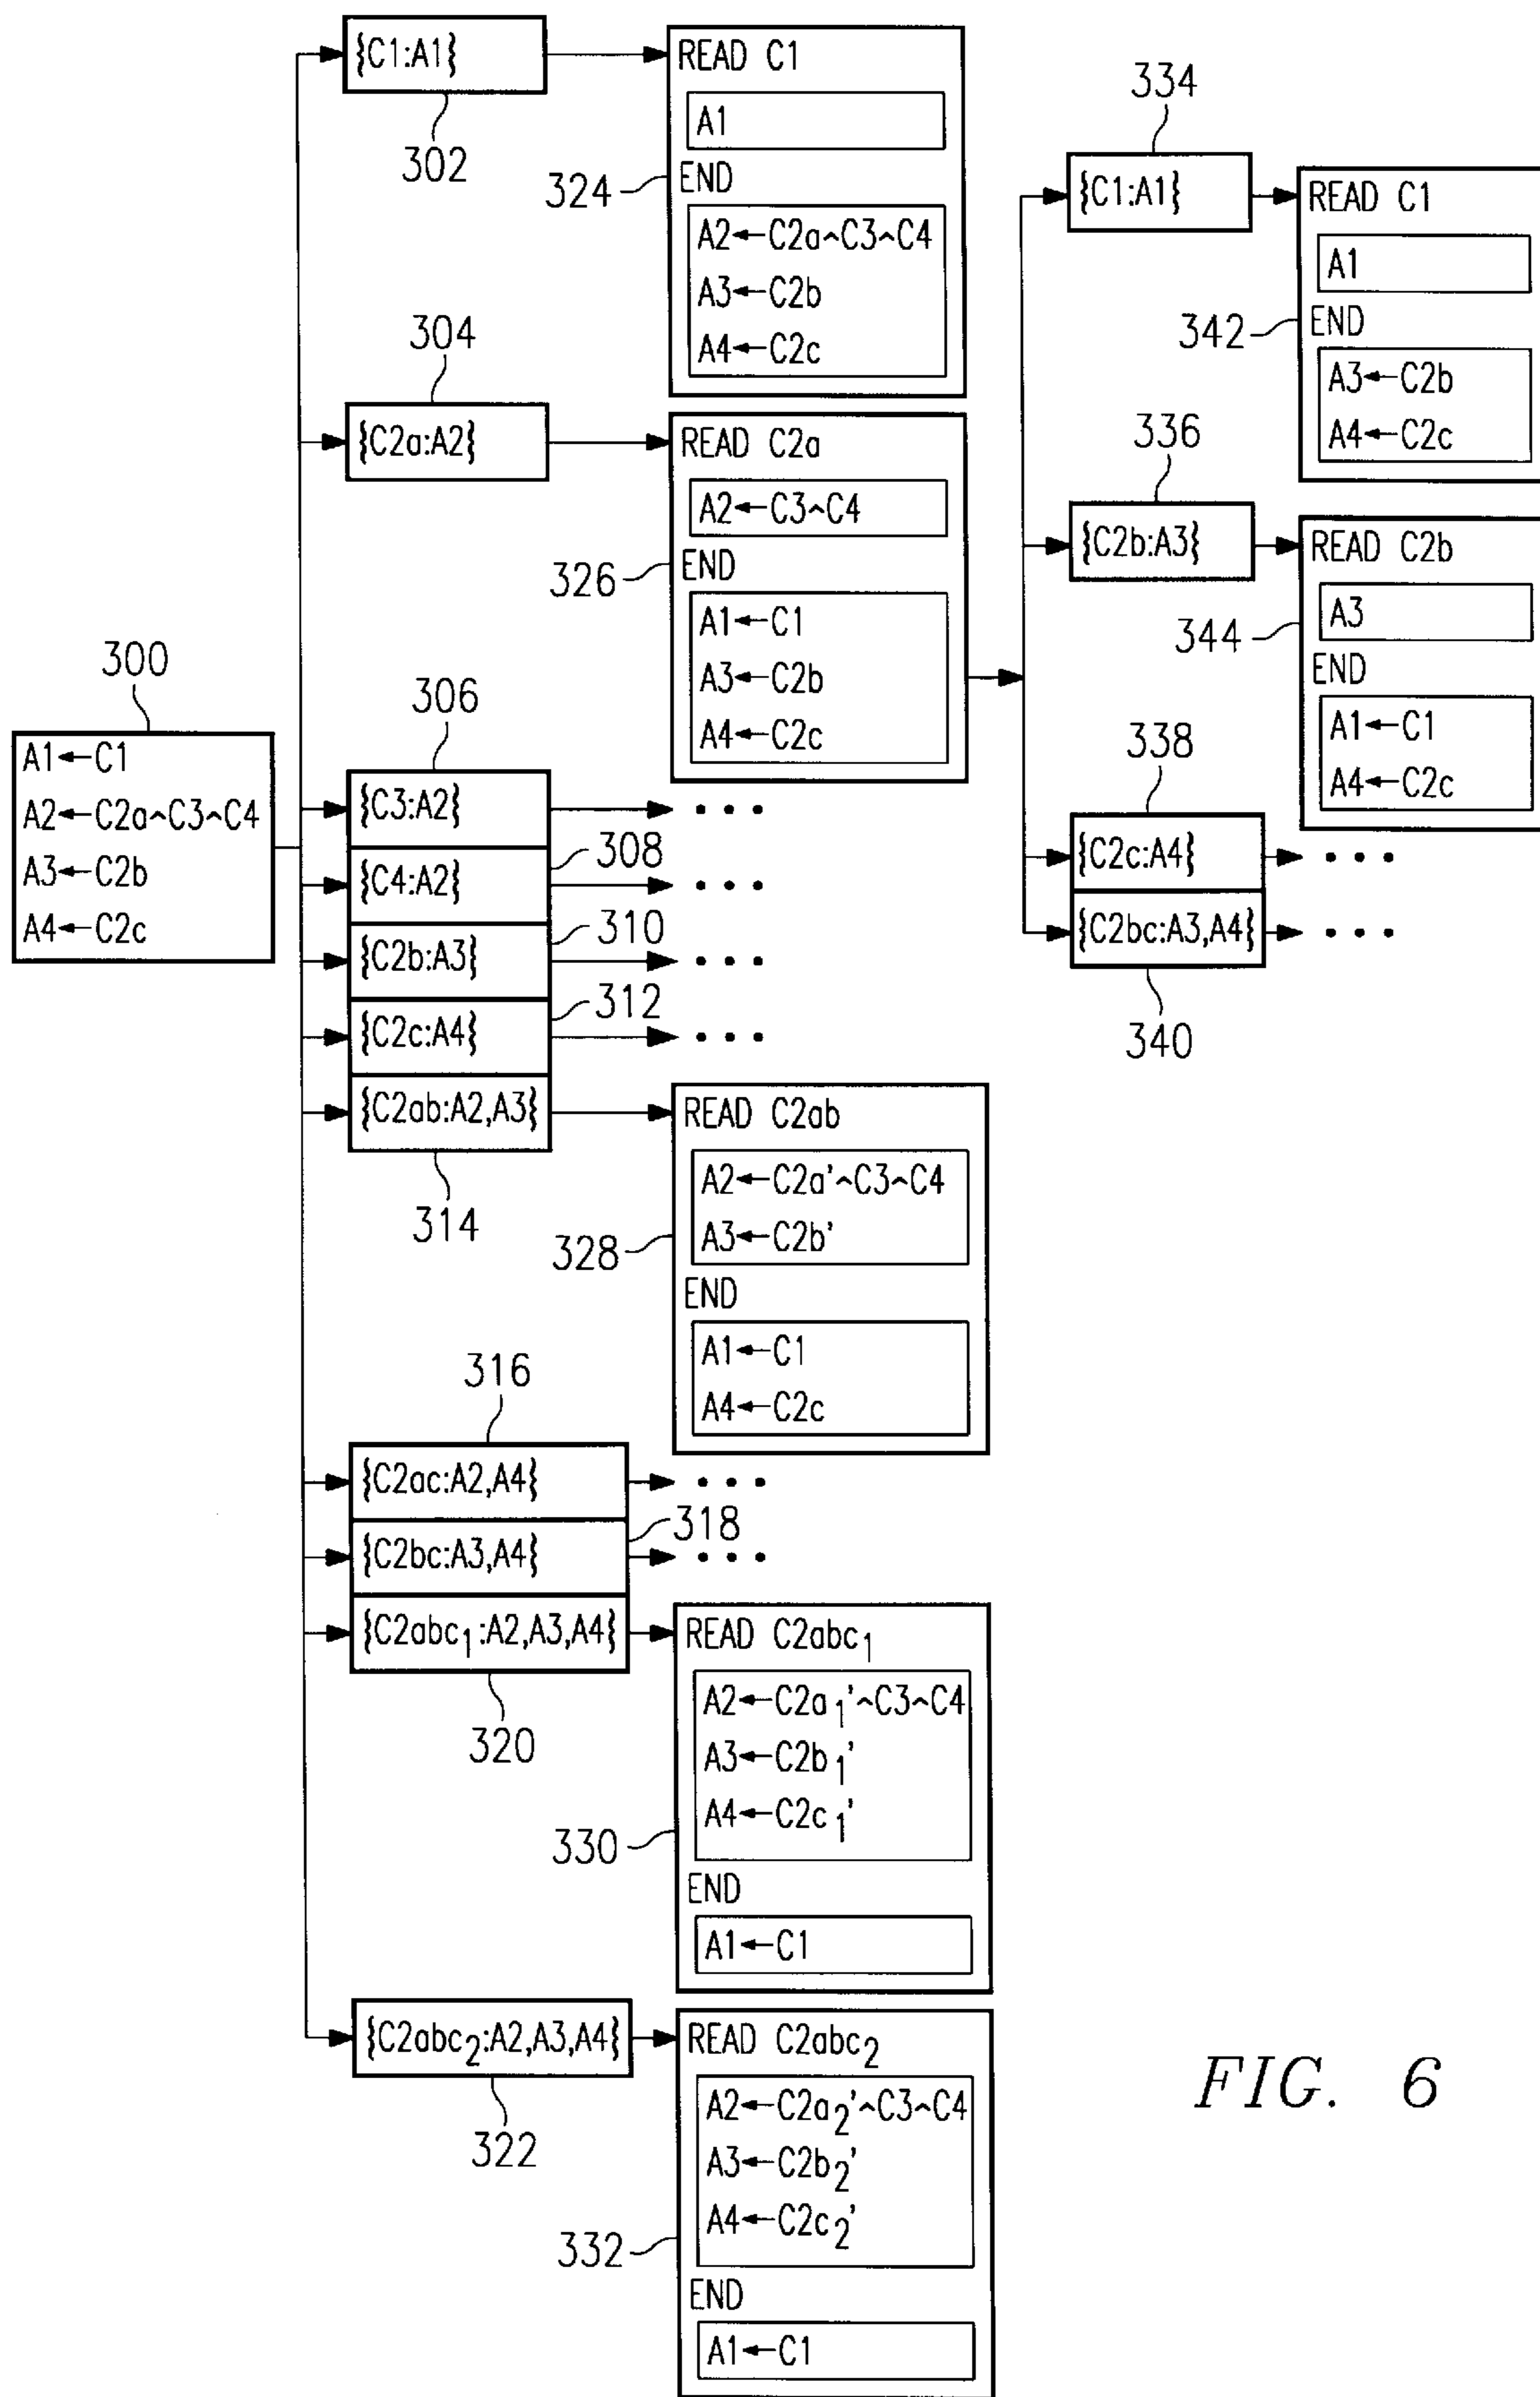 300
A1←C1
A2←C2a^C3^C4
A3←C2b
A4←C2c
{C1:A1}
302
304
{C2a:A2}
306
{C3:A2}
308
{C4:A2}
310
{C2b:A3}
312
{C2c:A4}
{C2ab:A2,A3}
314
316
{C2ac:A2,A4}
318
{C2bc:A3,A4}
{C2abc₁:A2,A3,A4}
320
{C2abc₂:A2,A3,A4}
322
READ C1
A1
END
324
A2←C2a^C3^C4
A3←C2b
A4←C2c
READ C2a
A2←C3^C4
END
326
A1←C1
A3←C2b
A4←C2c
• • •
• • •
• • •
• • •
READ C2ab
A2←C2a'^C3^C4
A3←C2b'
328
END
A1←C1
A4←C2c
• • •
• • •
READ C2abc₁
A2←C2a₁'^C3^C4
A3←C2b₁'
A4←C2c₁'
330
END
A1←C1
READ C2abc₂
A2←C2a₂'^C3^C4
A3←C2b₂'
A4←C2c₂'
332
END
A1←C1
334
{C1:A1}
336
{C2b:A3}
338
{C2c:A4}
• • •
{C2bc:A3,A4}
• • •
340
READ C1
A1
342
END
A3←C2b
A4←C2c
READ C2b
A3
344
END
A1←C1
A4←C2c
FIG. 6